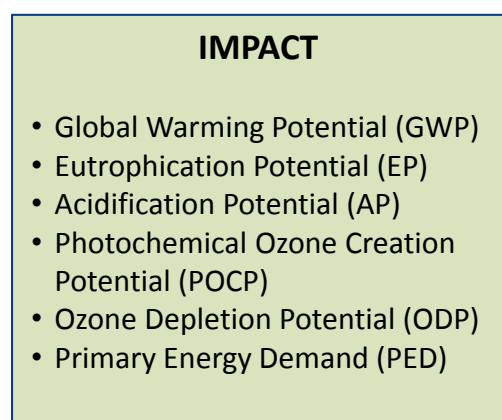 IMPACT
• Global Warming Potential (GWP)
• Eutrophication Potential (EP)
• Acidification Potential (AP)
• Photochemical Ozone Creation
Potential (POCP)
• Ozone Depletion Potential (ODP)
• Primary Energy Demand (PED)